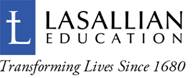 LASALLIAN
EDUCATION
Transforming Lives Since 1680